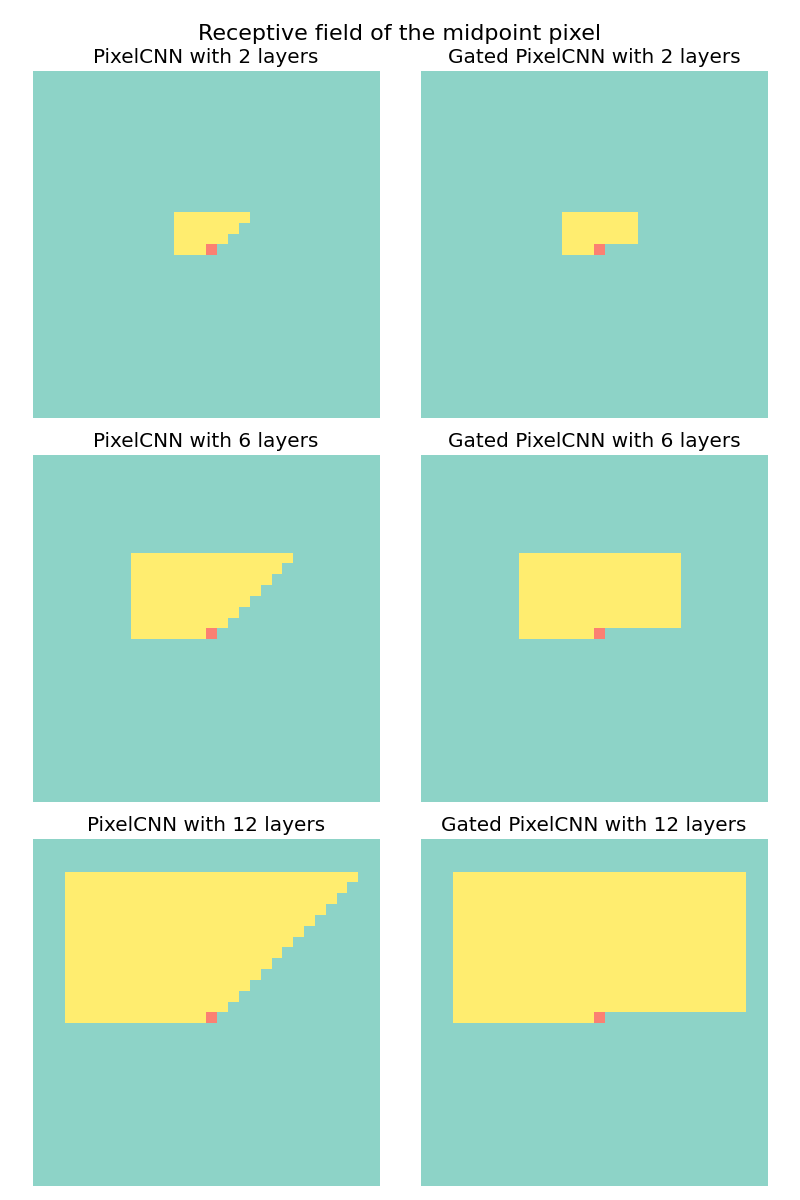 Receptive field of the midpoint pixel
PixelCNN with 2 layers
Gated PixelCNN with 2 layers
PixelCNN with 6 layers
Gated PixelCNN with 6 layers
PixelCNN with 12 layers
Gated PixelCNN with 12 layers